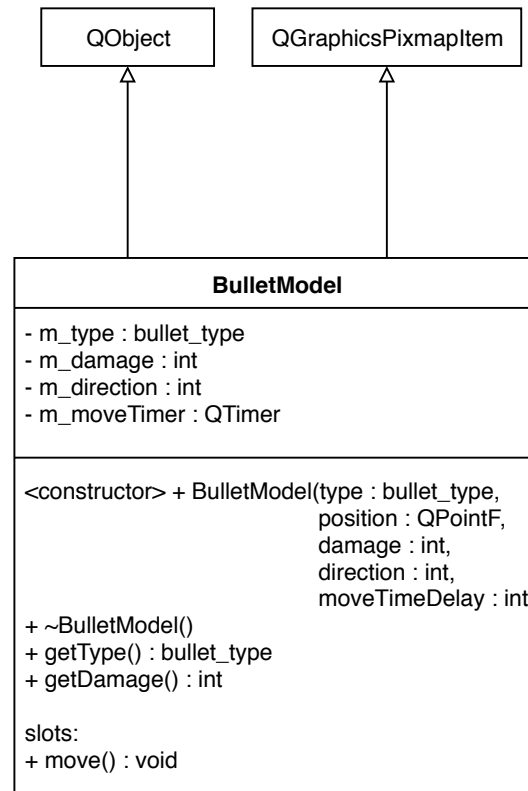 QObject
QGraphicsPixmapItem
BulletModel
- m_type : bullet_type
- m_damage : int
- m_direction : int
- m_moveTimer : QTimer
<constructor> + BulletModel(type : bullet_type,
position : QPointF,
damage : int,
direction : int,
moveTimeDelay : int
+ ~BulletModel()
+ getType() : bullet_type
+ getDamage() : int
slots:
+ move() : void